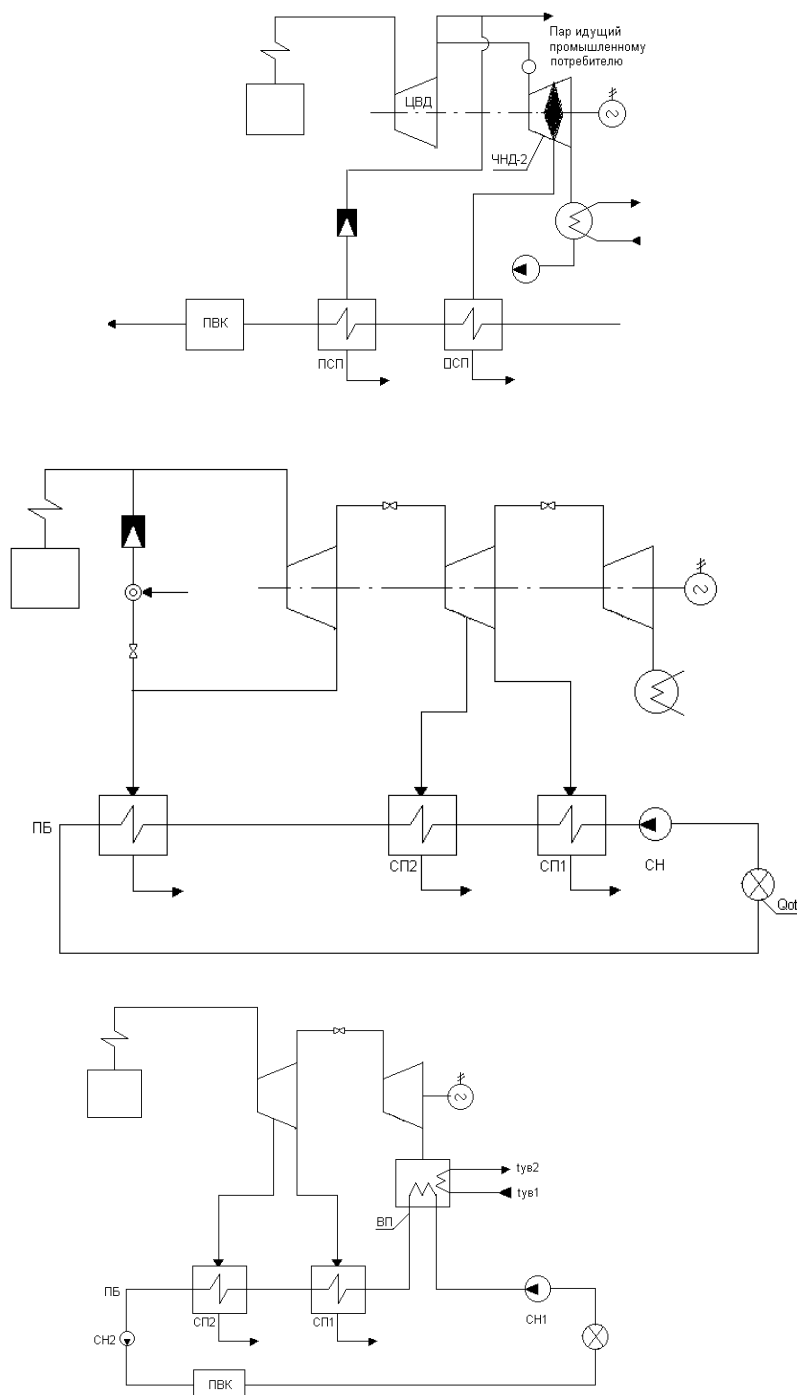 Пар идущий
промышленному
потребителю
ЦВД
ЧНД-2
ПВК
ПСП
ПБ
СП2
СП1
СН
Qot
tув2
tув1
ВП
ПБ
СП2
СП1
СН1
СН2
ПВК